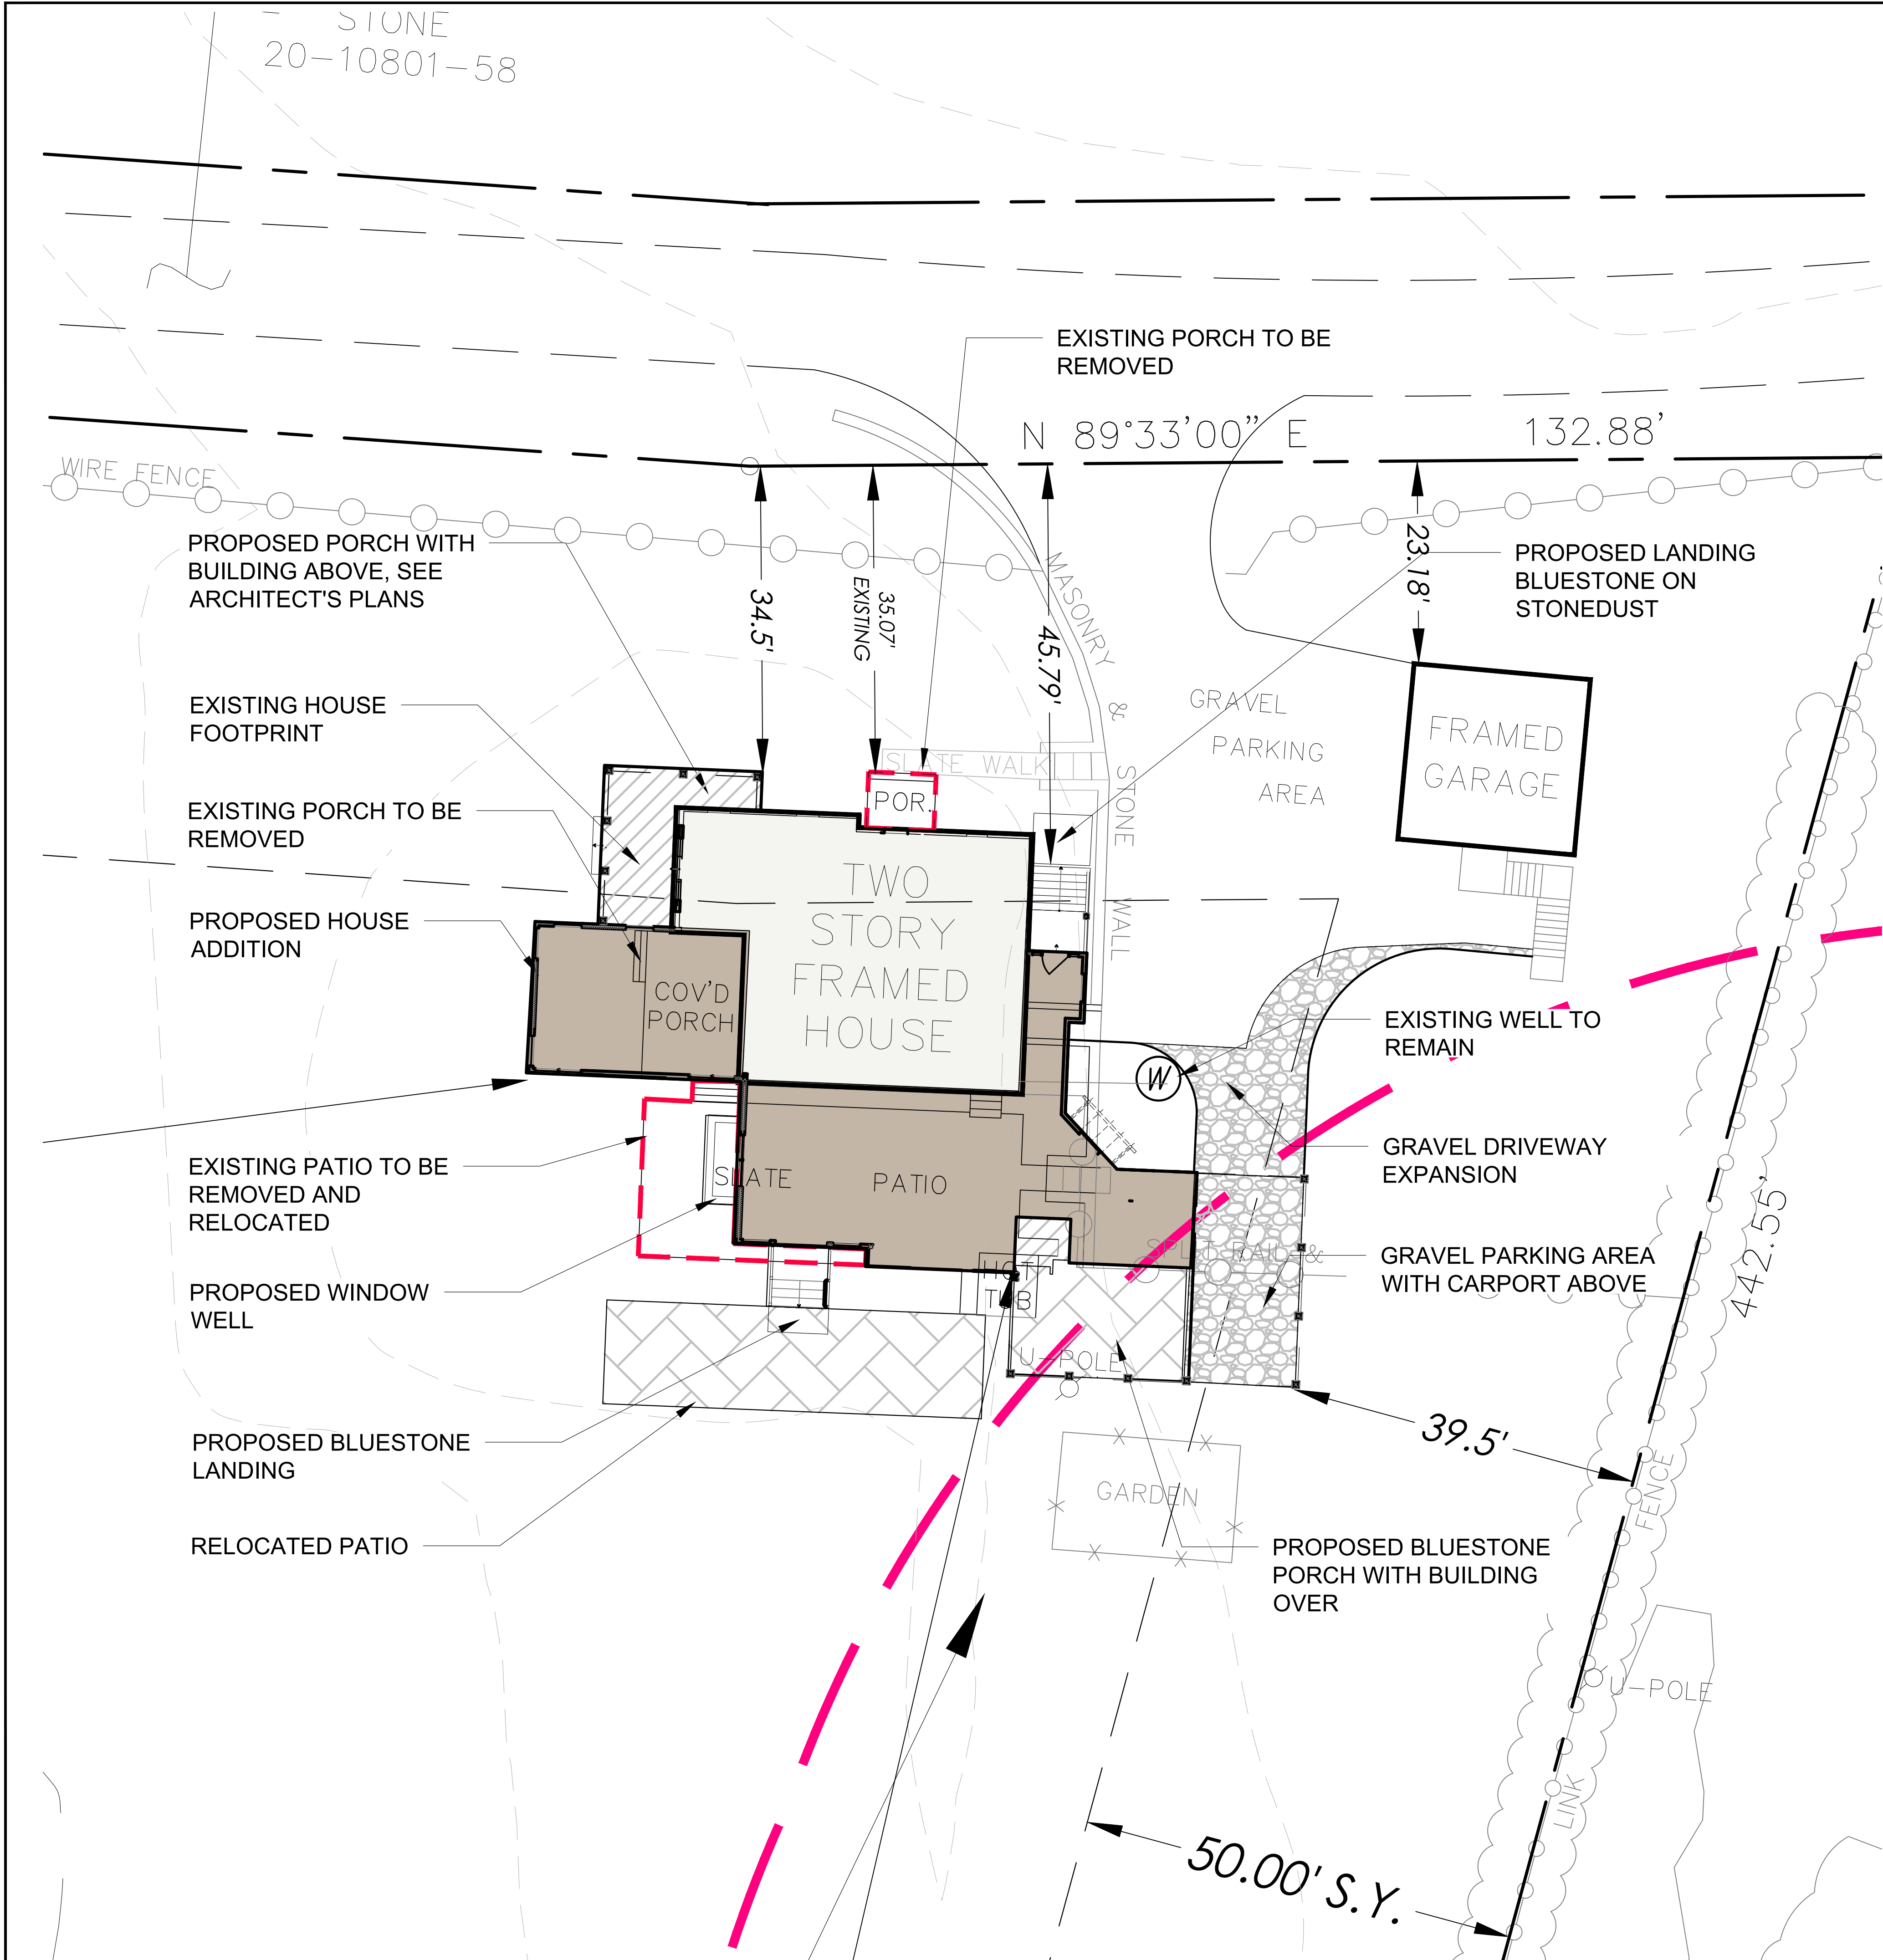 STONE
20-10801-58
EXISTING PORCH TO BE
REMOVED
N 89°33'00" E
132.88'
WIRE FENCE
PROPOSED PORCH WITH
BUILDING ABOVE, SEE
ARCHITECT'S PLANS
34.5'
35.07'
EXISTING
45.79'
23.18'
MASONRY
&
STONE
WALL
PROPOSED LANDING
BLUESTONE ON
STONEDUST
EXISTING HOUSE
FOOTPRINT
SLATE WALK
POR.
GRAVEL
PARKING
AREA
FRAMED
GARAGE
EXISTING PORCH TO BE
REMOVED
PROPOSED HOUSE
ADDITION
TWO
STORY
FRAMED
HOUSE
COV'D
PORCH
EXISTING WELL TO
REMAIN
W
EXISTING PATIO TO BE
REMOVED AND
RELOCATED
SLATE
PATIO
GRAVEL DRIVEWAY
EXPANSION
SPLIT RAIL &
GRAVEL PARKING AREA
WITH CARPORT ABOVE
442.55'
PROPOSED WINDOW
WELL
HOT
TUB
U-POLE
39.5'
PROPOSED BLUESTONE
LANDING
GARDEN
FENCE
RELOCATED PATIO
PROPOSED BLUESTONE
PORCH WITH BUILDING
OVER
U-POLE
LINK
50.00' S.Y.